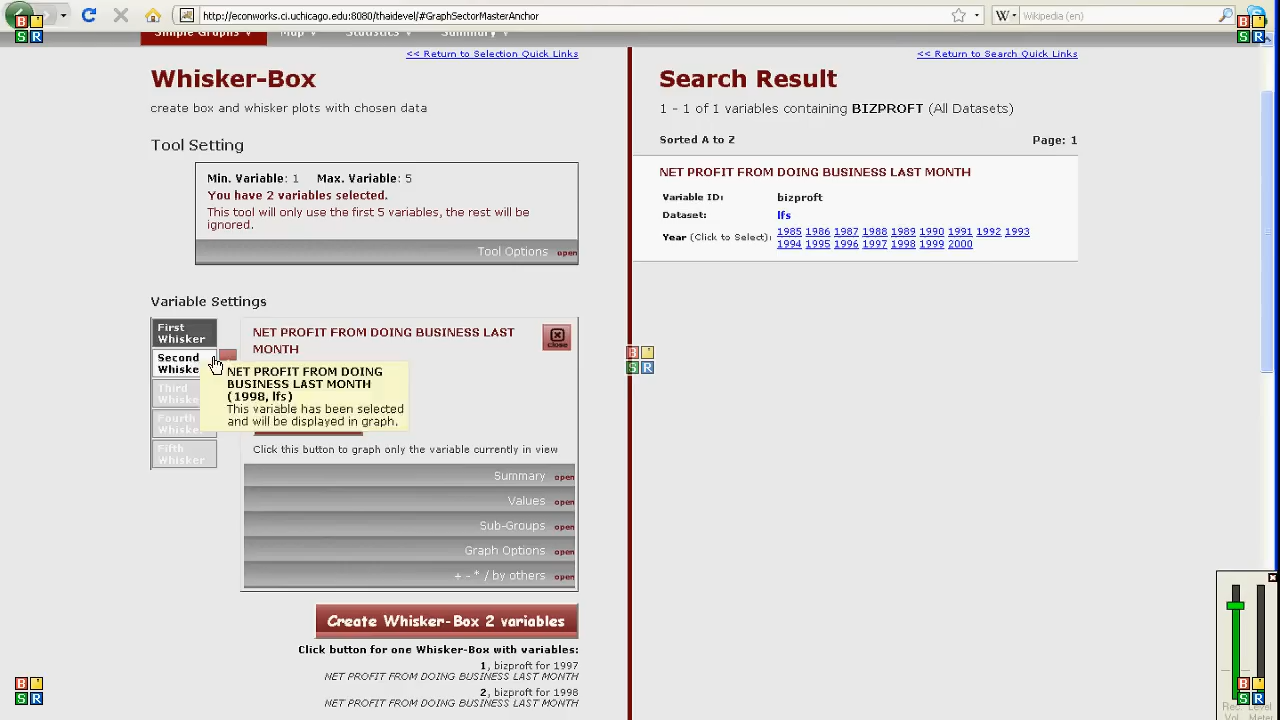 http://econworks.ci.uchicago.edu:8080/thaidevel/#GraphSectorMasterAnchor
W
Wikipedia (en)
Simple Graphs
Map
Statistics
Summary
<< Return to Selection Quick Links
<< Return to Search Quick Links
Whisker-Box
create box and whisker plots with chosen data
Tool Setting
Min. Variable: 1 Max. Variable: 5
You have 2 variables selected.
This tool will only use the first 5 variables, the rest will be
ignored.
Tool Options open
Variable Settings
First
Whisker
Second
Whiske
Third
Whiske
Fourth
Whisker
Fifth
Whisker
NET PROFIT FROM DOING BUSINESS LAST
MONTH
close
NET PROFIT FROM DOING
BUSINESS LAST MONTH
(1998, lfs)
This variable has been selected
and will be displayed in graph.
Click this button to graph only the variable currently in view
Summary open
Values open
Sub-Groups open
Graph Options open
+ - * / by others open
Create Whisker-Box 2 variables
Click button for one Whisker-Box with variables:
1, bizproft for 1997
NET PROFIT FROM DOING BUSINESS LAST MONTH
2, bizproft for 1998
NET PROFIT FROM DOING BUSINESS LAST MONTH
Search Result
1 - 1 of 1 variables containing BIZPROFT (All Datasets)
Sorted A to Z Page: 1
NET PROFIT FROM DOING BUSINESS LAST MONTH
Variable ID: bizproft
Dataset: lfs
Year (Click to Select): 1985 1986 1987 1988 1989 1990 1991 1992 1993
1994 1995 1996 1997 1998 1999 2000
B
S R
B
S R
B
S R
B
S R
B
S R